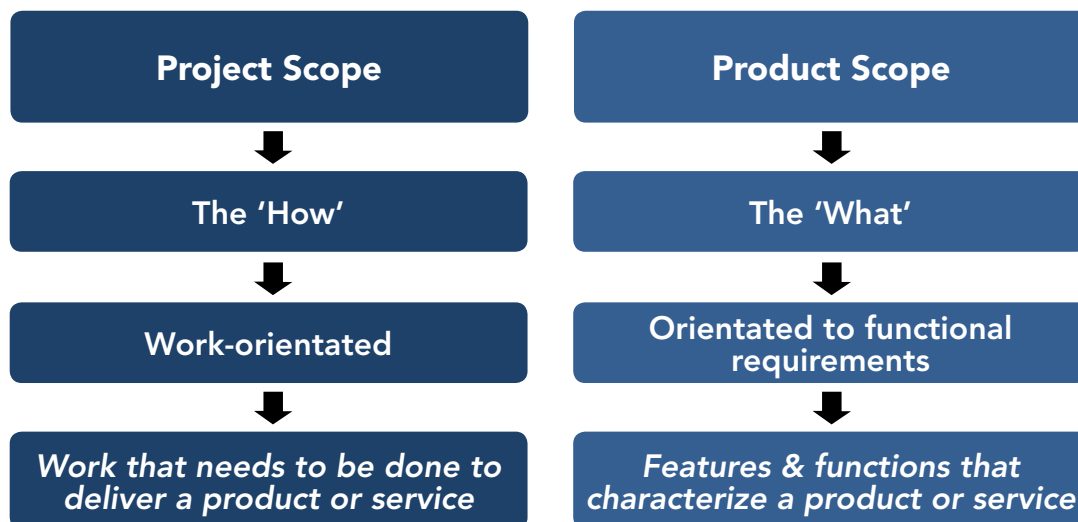 Project Scope
The ‘How’
Work-orientated
Work that needs to be done to
deliver a product or service
Product Scope
The ‘What’
Orientated to functional
requirements
Features & functions that
characterize a product or service